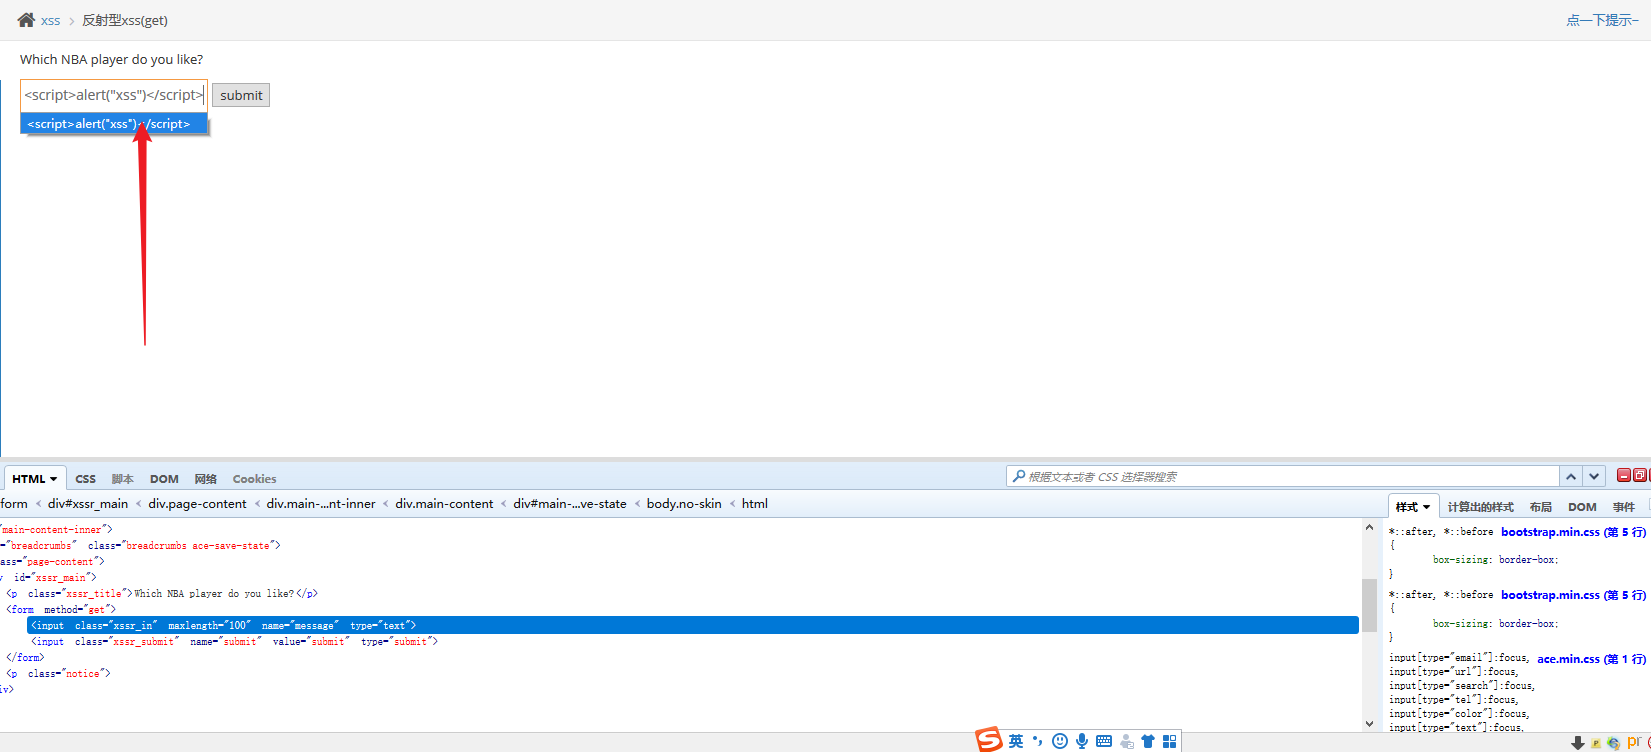 xss > 反射型xss(get)
点一下提示~
Which NBA player do you like?
<script>alert("xss")</script> submit
<script>alert("xss")</script>
HTML CSS 脚本 DOM 网络 Cookies
根据文本或者 CSS 选择器搜索
form < div#xssr_main < div.page-content < div.main-...nt-inner < div.main-content < div#main-...ve-state < body.no-skin < html
样式 计算出的样式 布局 DOM 事件
"main-content-inner">
="breadcrumbs" class="breadcrumbs ace-save-state">
ass="page-content">
id="xssr_main">
<p class="xssr_title">Which NBA player do you like?</p>
<form method="get">
<input class="xssr_in" maxlength="100" name="message" type="text">
<input class="xssr_submit" name="submit" value="submit" type="submit">
</form>
<p class="notice">
iv>
*::after, *::before bootstrap.min.css (第 5 行)
{
box-sizing: border-box;
}
*::after, *::before bootstrap.min.css (第 5 行)
{
box-sizing: border-box;
}
input[type="email"]:focus, ace.min.css (第 1 行)
input[type="url"]:focus,
input[type="search"]:focus,
input[type="tel"]:focus,
input[type="color"]:focus,
input[type="text"]:focus,
S 英